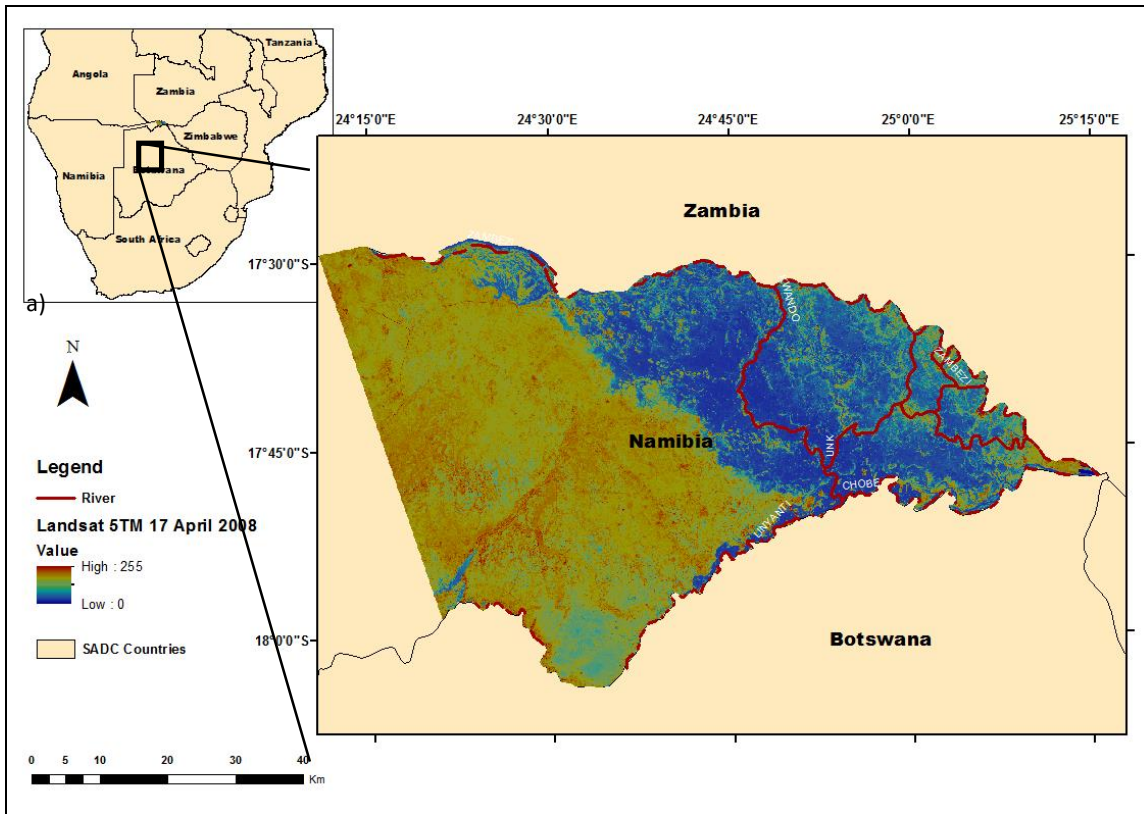 Tanzania
Angola
Zambia
Zimbabwe
Namibia
Botswana
South Africa
a)
N
Legend
River
Landsat 5TM 17 April 2008
Value
High : 255
Low : 0
SADC Countries
0 5 10 20 30 40
Km
24°15'0"E 24°30'0"E 24°45'0"E 25°0'0"E 25°15'0"E
17°30'0"S
17°45'0"S
18°0'0"S
Zambia
ZAMBEZI
ZAMBEZI
Namibia
UNK
CHOBE
LINYANTI
Botswana